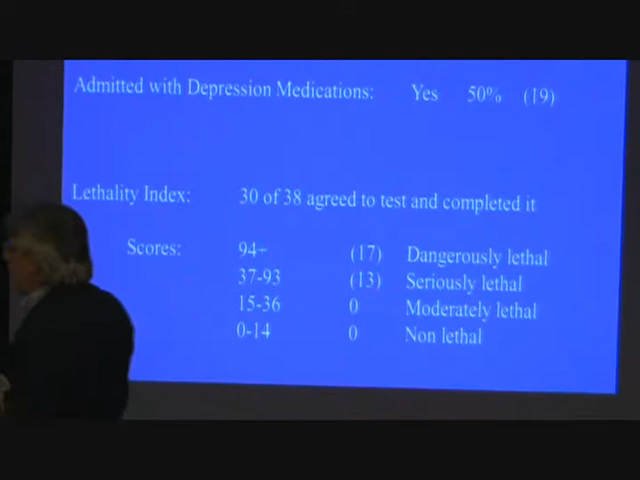 Admitted with Depression Medications: Yes 50% (19)
Lethality Index: 30 of 38 agreed to test and completed it
Scores: 94+ (17) Dangerously lethal
37-93 (13) Seriously lethal
15-36 0 Moderately lethal
0-14 0 Non lethal